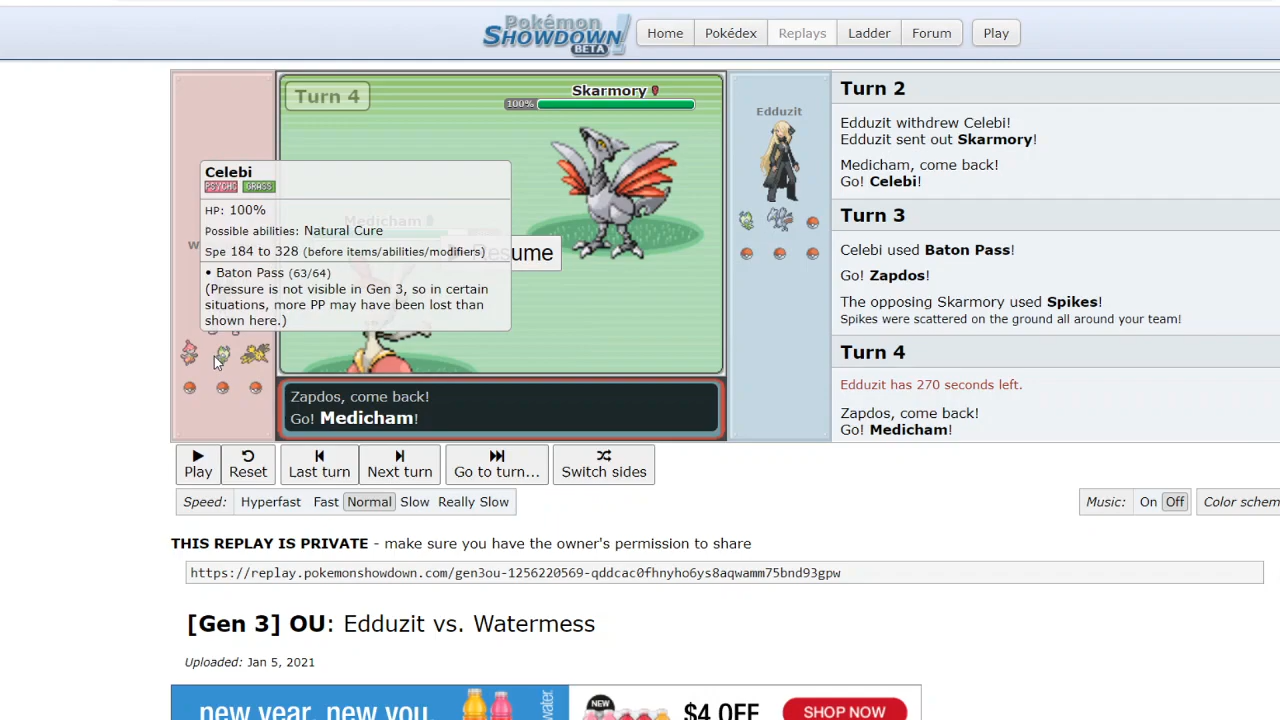 Pokémon
SHOWDOWN!
BETA
Home
Pokédex
Replays
Ladder
Forum
Play
Turn 4
Skarmory
100%
Edduzit
Celebi
PSYCHC GRASS
HP: 100%
Possible abilities: Natural Cure
Spe 184 to 328 (before items/abilities/modifiers)
• Baton Pass (63/64)
(Pressure is not visible in Gen 3, so in certain
situations, more PP may have been lost than
shown here.)
Medicham
Resume
Zapdos, come back!
Go! Medicham!
Turn 2
Edduzit withdrew Celebi!
Edduzit sent out Skarmory!
Medicham, come back!
Go! Celebi!
Turn 3
Celebi used Baton Pass!
Go! Zapdos!
The opposing Skarmory used Spikes!
Spikes were scattered on the ground all around your team!
Turn 4
Edduzit has 270 seconds left.
Zapdos, come back!
Go! Medicham!
Play
Reset
Last turn
Next turn
Go to turn...
Switch sides
Speed: Hyperfast Fast Normal Slow Really Slow
Music: On Off
Color schem
THIS REPLAY IS PRIVATE - make sure you have the owner's permission to share
https://replay.pokemonshowdown.com/gen3ou-1256220569-qddcac0fhnyho6ys8aqwamm75bnd93gpw
[Gen 3] OU: Edduzit vs. Watermess
Uploaded: Jan 5, 2021
new year. new you.
water.
NEW
$4 OFF
SHOP NOW